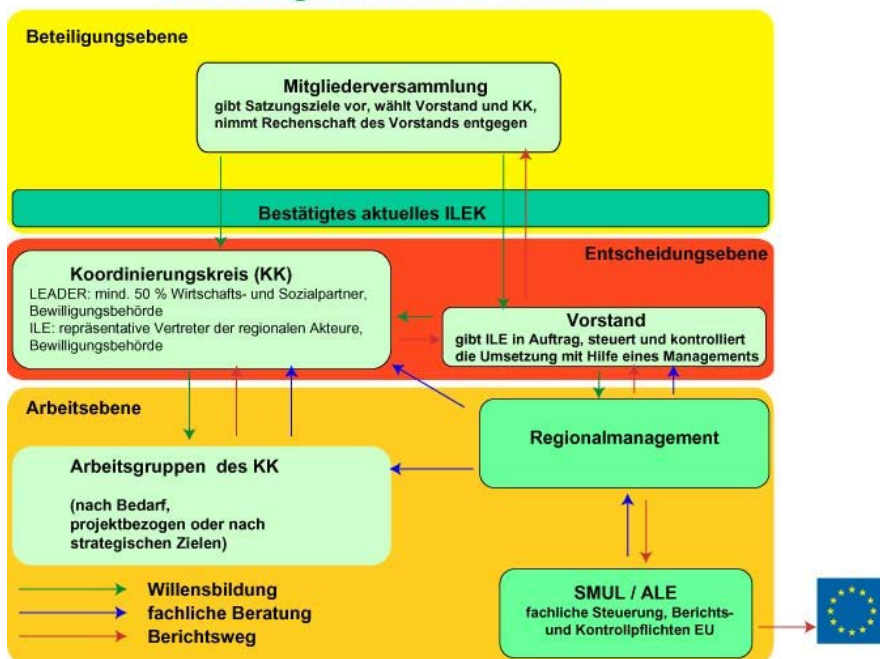 Beteiligungsebene
Mitgliederversammlung
gibt Satzungsziele vor, wählt Vorstand und KK,
nimmt Rechenschaft des Vorstands entgegen
Bestätigtes aktuelles ILEK
Entscheidungsebene
Koordinierungskreis (KK)
LEADER: mind. 50 % Wirtschafts- und Sozialpartner,
Bewilligungsbehörde
ILE: repräsentative Vertreter der regionalen Akteure,
Bewilligungsbehörde
Vorstand
gibt ILE in Auftrag, steuert und kontrolliert
die Umsetzung mit Hilfe eines Managements
Arbeitsebene
Regionalmanagement
Arbeitsgruppen des KK
(nach Bedarf,
projektbezogen oder nach
strategischen Zielen)
Willensbildung
fachliche Beratung
Berichtsweg
SMUL / ALE
fachliche Steuerung, Berichts-
und Kontrollpflichten EU